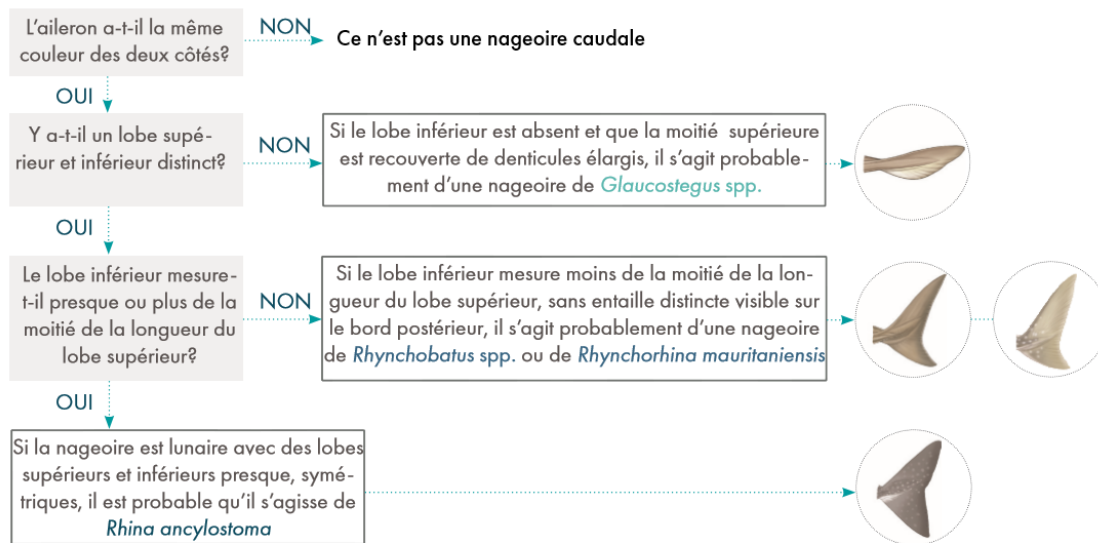 L'aileron a-t-il la même
couleur des deux côtés?
NON
Ce n'est pas une nageoire caudale
OUI
Y a-t-il un lobe supé-
rieur et inférieur distinct?
NON
Si le lobe inférieur est absent et que la moitié supérieure
est recouverte de denticules élargis, il s'agit probable-
ment d'une nageoire de Glaucostegus spp.
OUI
Le lobe inférieur mesure-
t-il presque ou plus de la
moitié de la longueur du
lobe supérieur?
NON
Si le lobe inférieur mesure moins de la moitié de la lon-
gueur du lobe supérieur, sans entaille distincte visible sur
le bord postérieur, il s'agit probablement d'une nageoire
de Rhynchobatus spp. ou de Rhynchorhina mauritaniensis
OUI
Si la nageoire est lunaire avec des lobes
supérieurs et inférieurs presque, symé-
triques, il est probable qu'il s'agisse de
Rhina ancylostoma